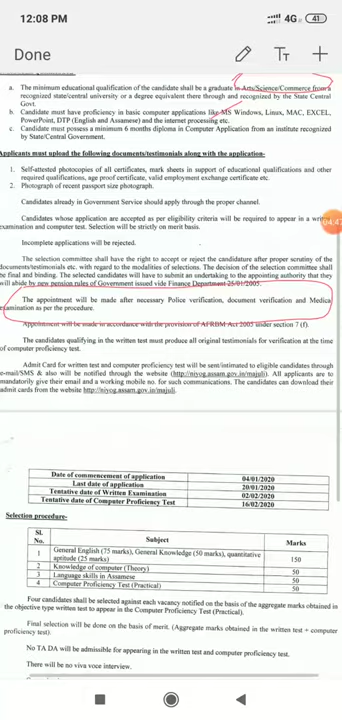 12:08 PM
4G
41
Done
TT
a. The minimum educational qualification of the candidate shall be a graduate in Arts/Science/Commerce from a
recognized state/central university or a degree equivalent there through and recognized by the State Central
Govt.
b. Candidate must have proficiency in basic computer applications like MS Windows, Linux, MAC, EXCEL,
PowerPoint, DTP (English and Assamese) and the internet processing etc.
c. Candidate must possess a minimum 6 months diploma in Computer Application from an institute recognized
by State/Central Government.
Applicants must upload the following documents/testimonials along with the application-
1. Self-attested photocopies of all certificates, mark sheets in support of educational qualifications and other
required qualifications, age proof certificate, valid employment exchange certificate etc.
2. Photograph of recent passport size photograph.
Candidates already in Government Service should apply through the proper channel.
Candidates whose application are accepted as per eligibility criteria will be required to appear in a written
examination and computer test. Selection will be strictly on merit basis.
04:47
Incomplete applications will be rejected.
The selection committee shall have the right to accept or reject the candidature after proper scrutiny of the
documents/testimonials etc. with regard to the modalities of selections. The decision of the selection committee shall
be final and binding. The selected candidates will have to submit an undertaking to the appointing authority that they
will abide by new pension rules of Government issued vide Finance Department 25/01/2005.
The appointment will be made after necessary Police verification, document verification and Medica
examination as per the procedure.
Appointment will be made in accordance with the provision of AFRBM Act 2005 under section 7 (f).
The candidates qualifying in the written test must produce all original testimonials for verification at the time
of computer proficiency test.
Admit Card for written test and computer proficiency test will be sent/intimated to eligible candidates through
e-mail/SMS & also will be notified through the website (http://niyog.assam.gov.in/majuli). All applicants are to
mandatorily give their email and a working mobile no. for such communications. The candidates can download their
admit cards from the website http://niyog.assam.gov.in/majuli.
Date of commencement of application 04/01/2020
Last date of application 20/01/2020
Tentative date of Written Examination 02/02/2020
Tentative date of Computer Proficiency Test 16/02/2020
Selection procedure-
Sl. No. Subject Marks
1 General English (75 marks), General Knowledge (50 marks), quantitative
aptitude (25 marks) 150
2 Knowledge of computer (Theory) 50
3 Language skills in Assamese 50
4 Computer Proficiency Test (Practical) 50
Four candidates shall be selected against each vacancy notified on the basis of the aggregate marks obtained in
the objective type written test to appear in the Computer Proficiency Test (Practical).
Final selection will be done on the basis of merit. (Aggregate marks obtained in the written test + computer
proficiency test).
No TA DA will be admissible for appearing in the written test and computer proficiency test.
There will be no viva voce interview.